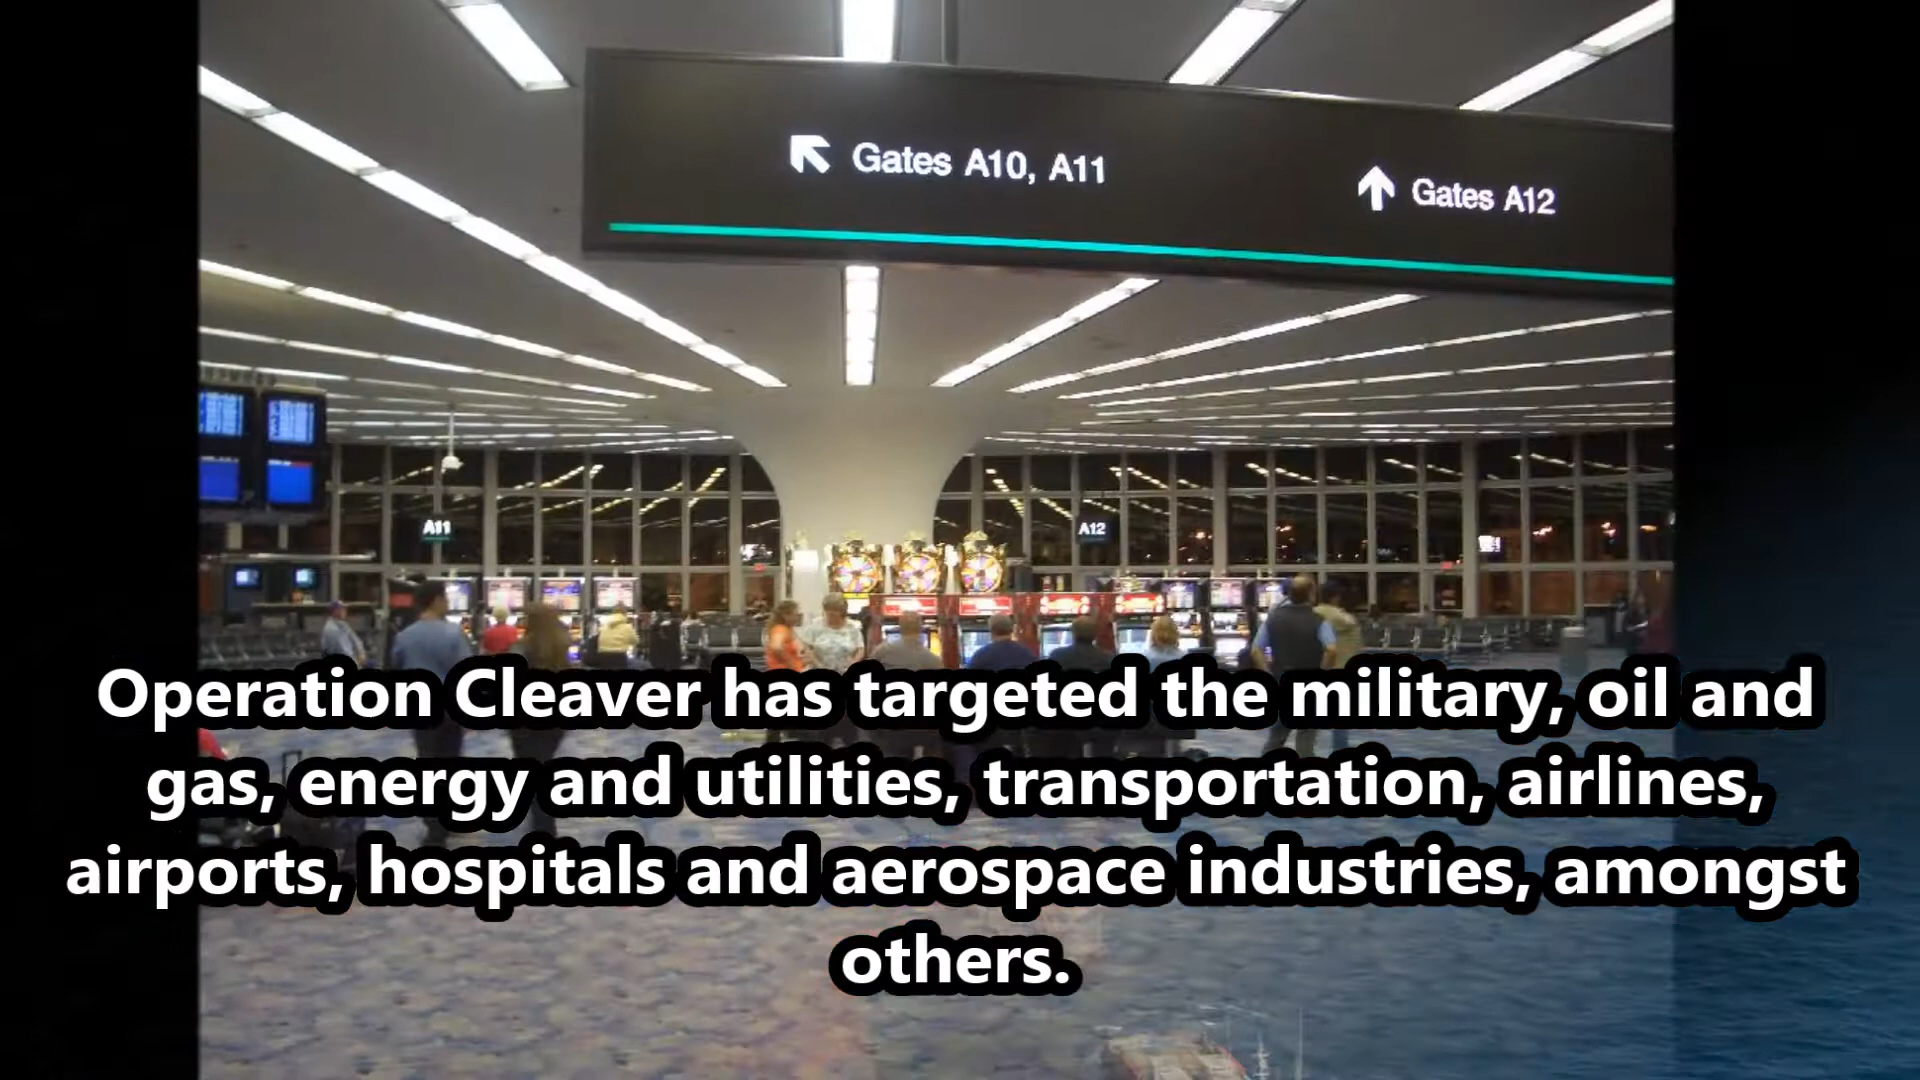 Gates A10, A11
Gates A12
A11
A12
Operation Cleaver has targeted the military, oil and
gas, energy and utilities, transportation, airlines,
airports, hospitals and aerospace industries, amongst
others.